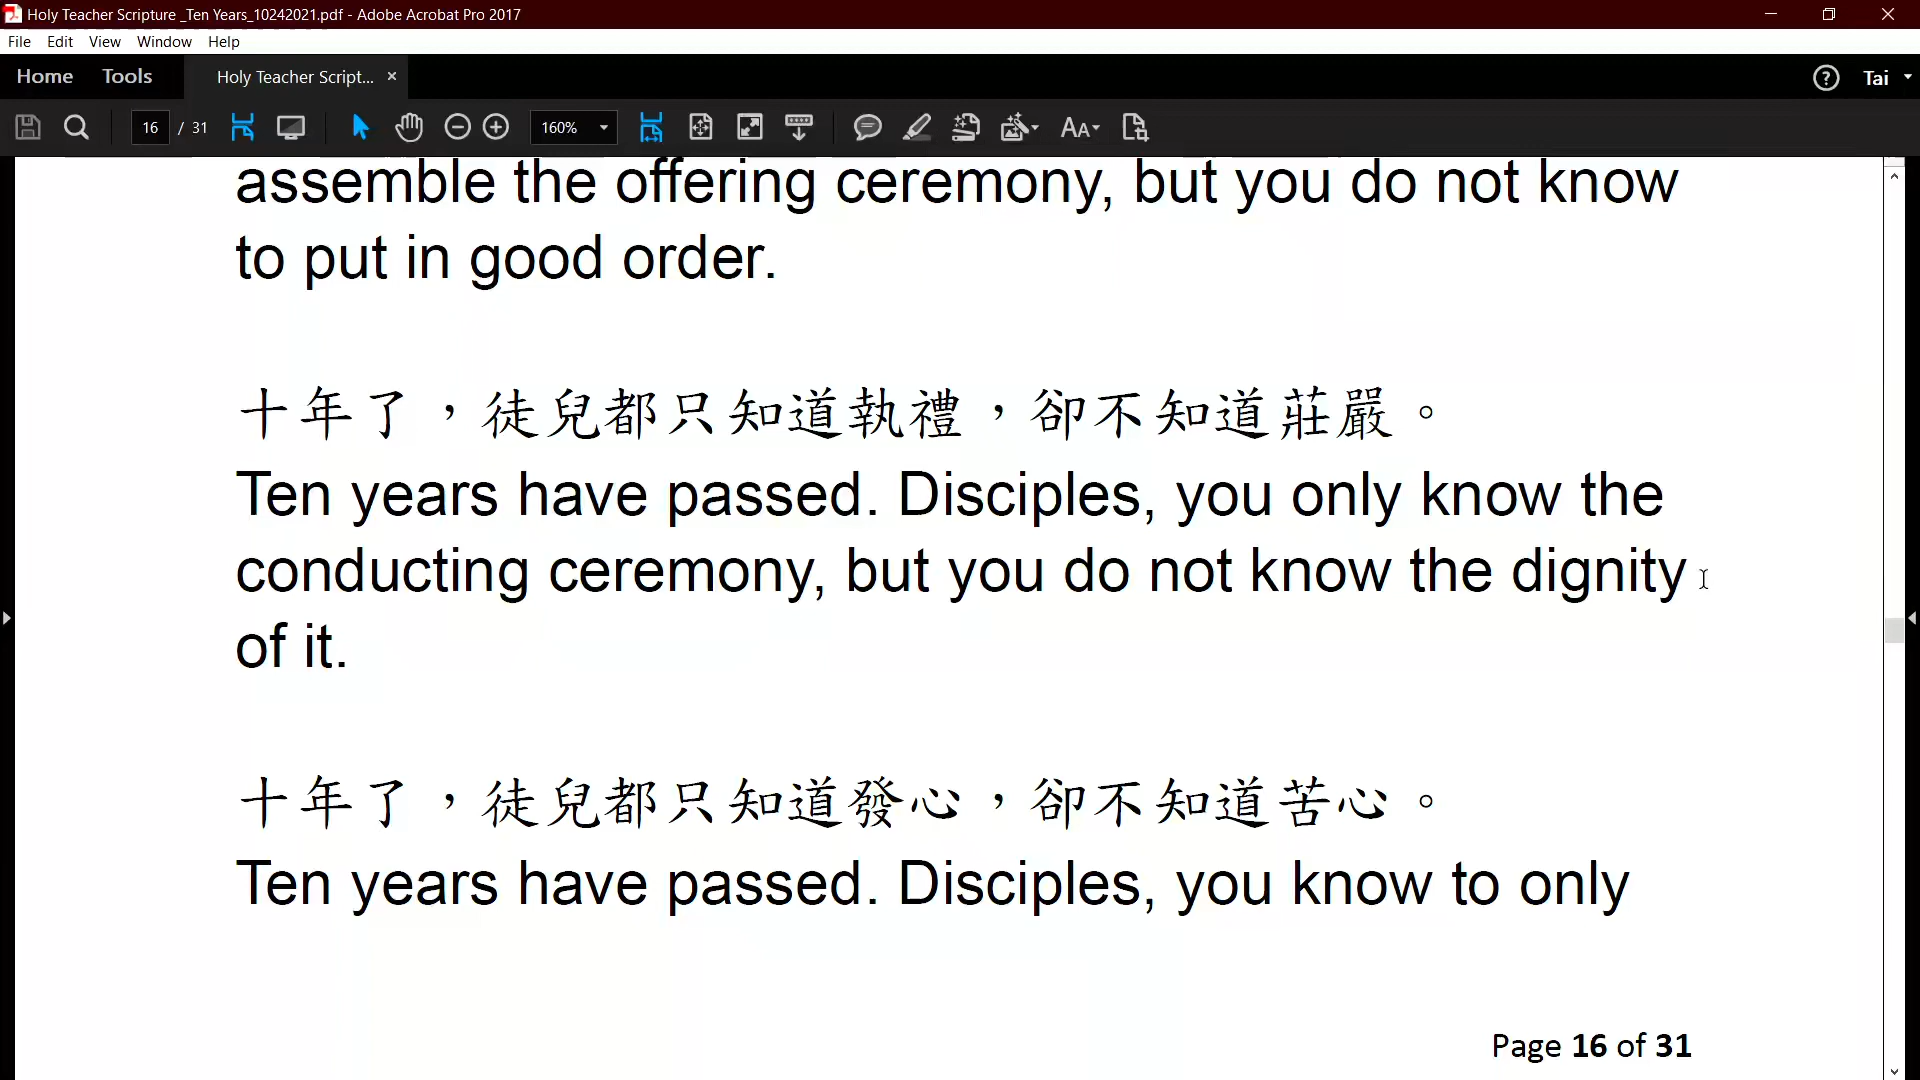 Holy Teacher Scripture _Ten Years_10242021.pdf - Adobe Acrobat Pro 2017
File Edit View Window Help
Home Tools Holy Teacher Script... × ? Tai
16 / 31 160%
assemble the offering ceremony, but you do not know
to put in good order.
十年了，徒兒都只知道執禮，卻不知道莊嚴。
Ten years have passed. Disciples, you only know the
conducting ceremony, but you do not know the dignity
of it.
十年了，徒兒都只知道發心，卻不知道苦心。
Ten years have passed. Disciples, you know to only
Page 16 of 31